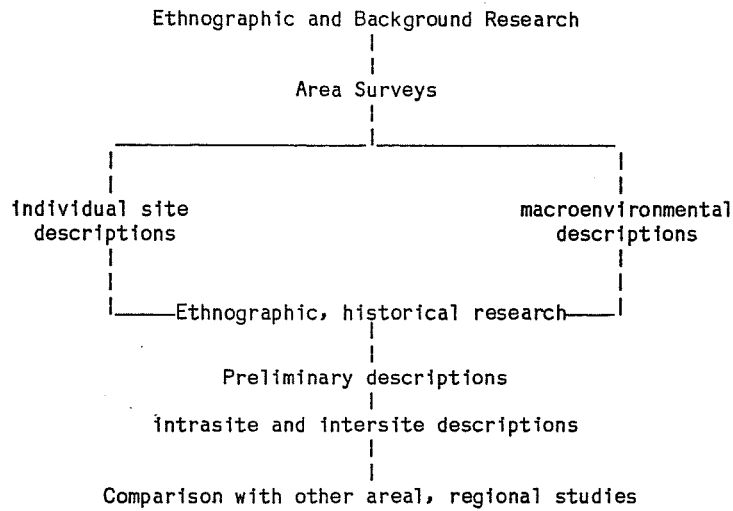 Ethnographic and Background Research
Area Surveys
individual site
descriptions
macroenvironmental
descriptions
Ethnographic, historical research
Preliminary descriptions
intrasite and intersite descriptions
Comparison with other areal, regional studies